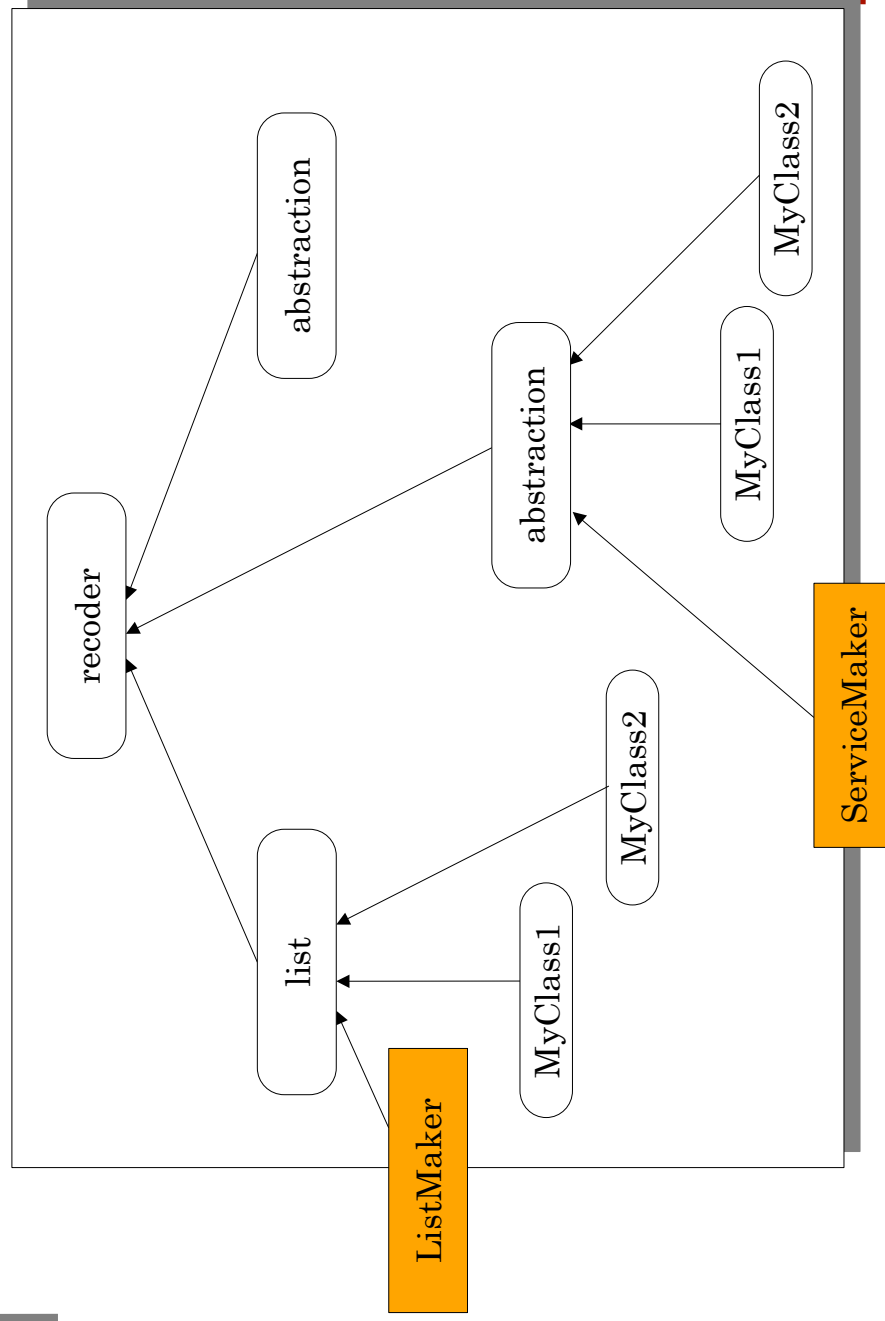 recoder
list
abstraction
ListMaker
abstraction
MyClass1
MyClass2
MyClass1
MyClass2
ServiceMaker